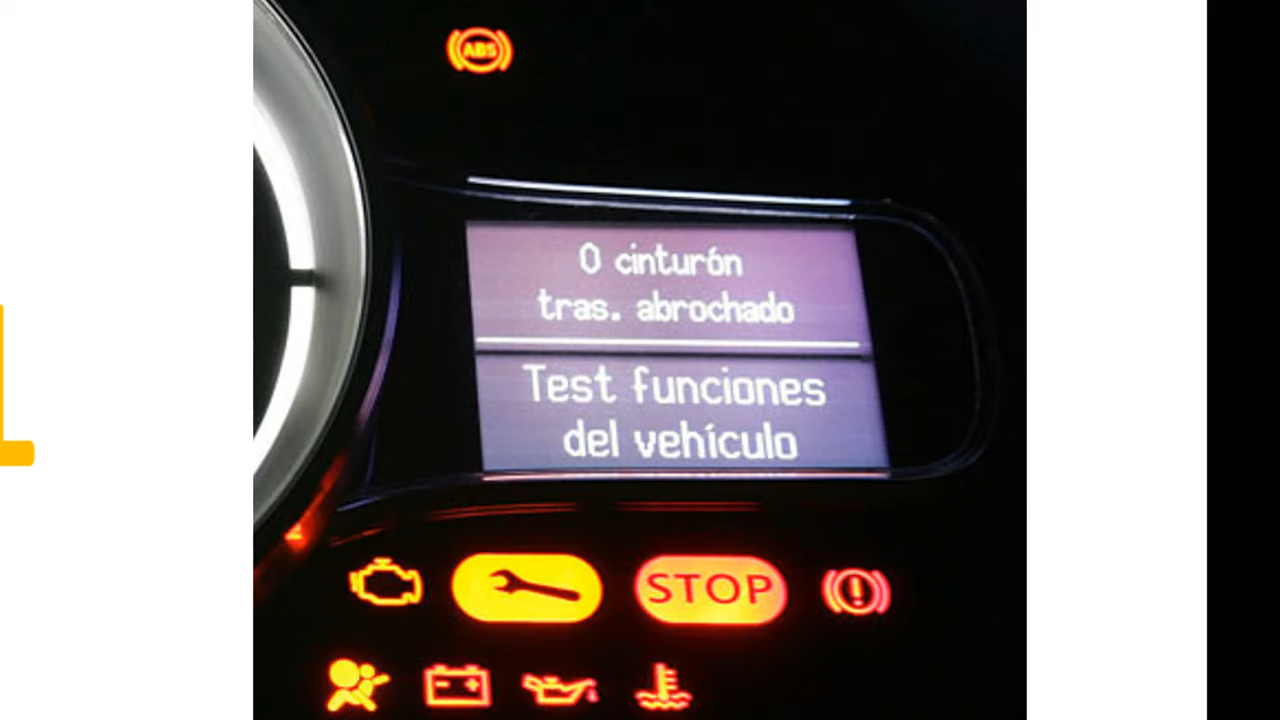 ABS
0 cinturón
tras. abrochado
Test funciones
del vehículo
STOP